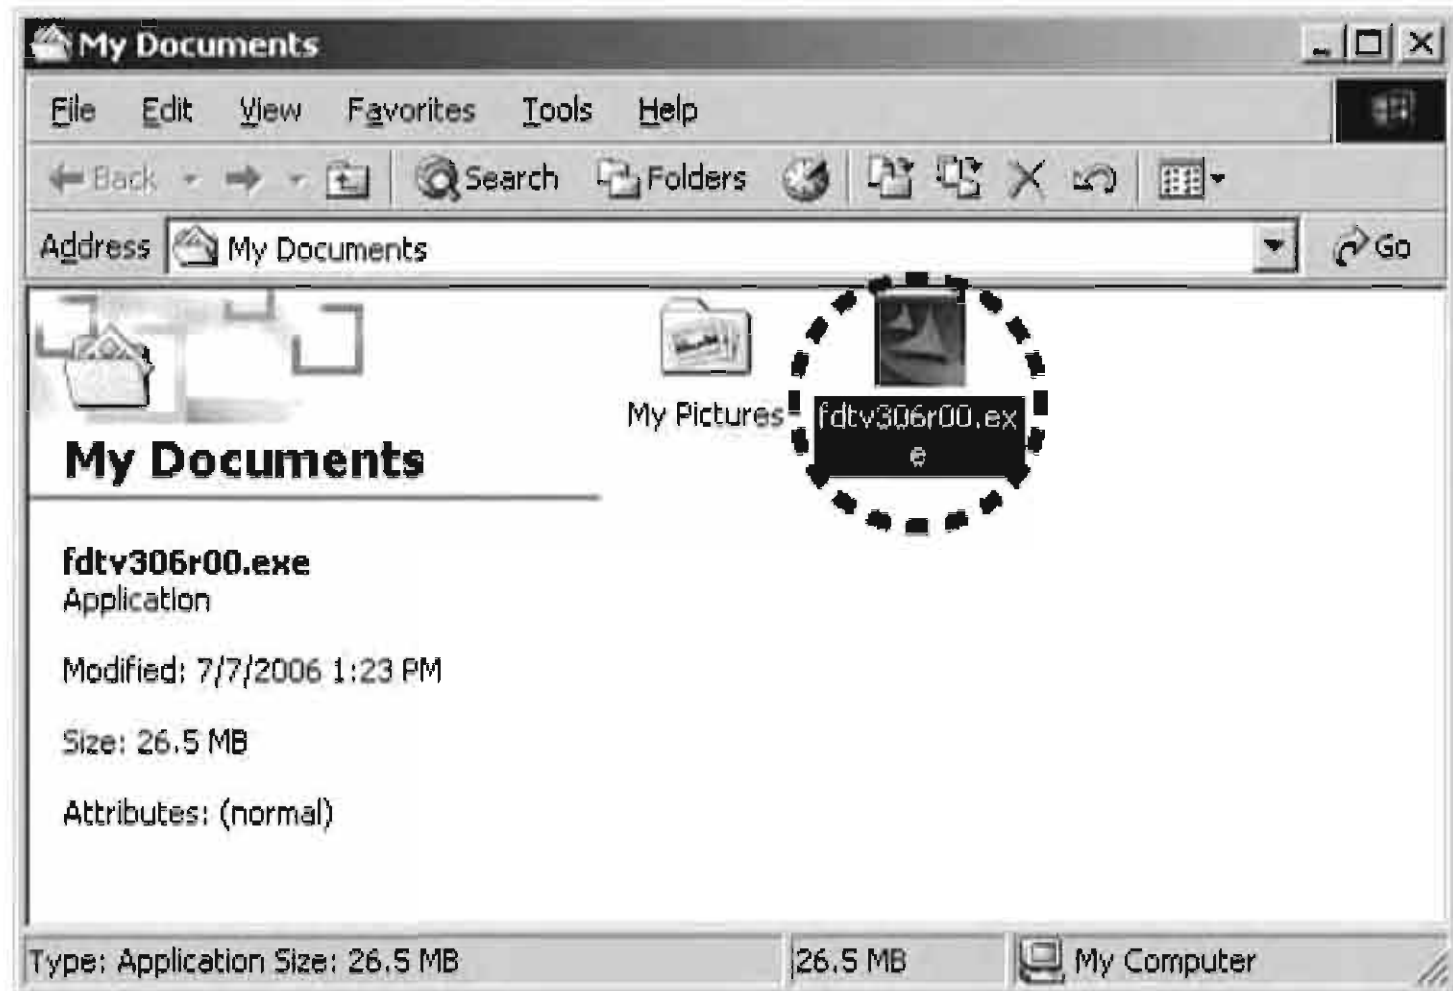 My Documents
File Edit View Favorites Tools Help
Back Search Folders
Address My Documents Go
My Pictures
fdtv306r00.ex
e
My Documents
fdtv306r00.exe
Application
Modified: 7/7/2006 1:23 PM
Size: 26.5 MB
Attributes: (normal)
Type: Application Size: 26.5 MB 26.5 MB My Computer